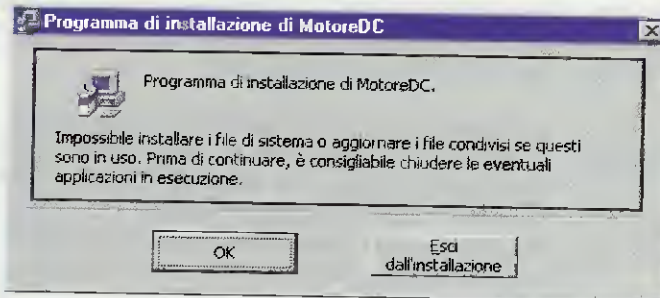 Programma di installazione di MotoreDC
Programma di installazione di MotoreDC.
Impossibile installare i file di sistema o aggiornare i file condivisi se questi
sono in uso. Prima di continuare, è consigliabile chiudere le eventuali
applicazioni in esecuzione.
OK
Esci
dall'installazione